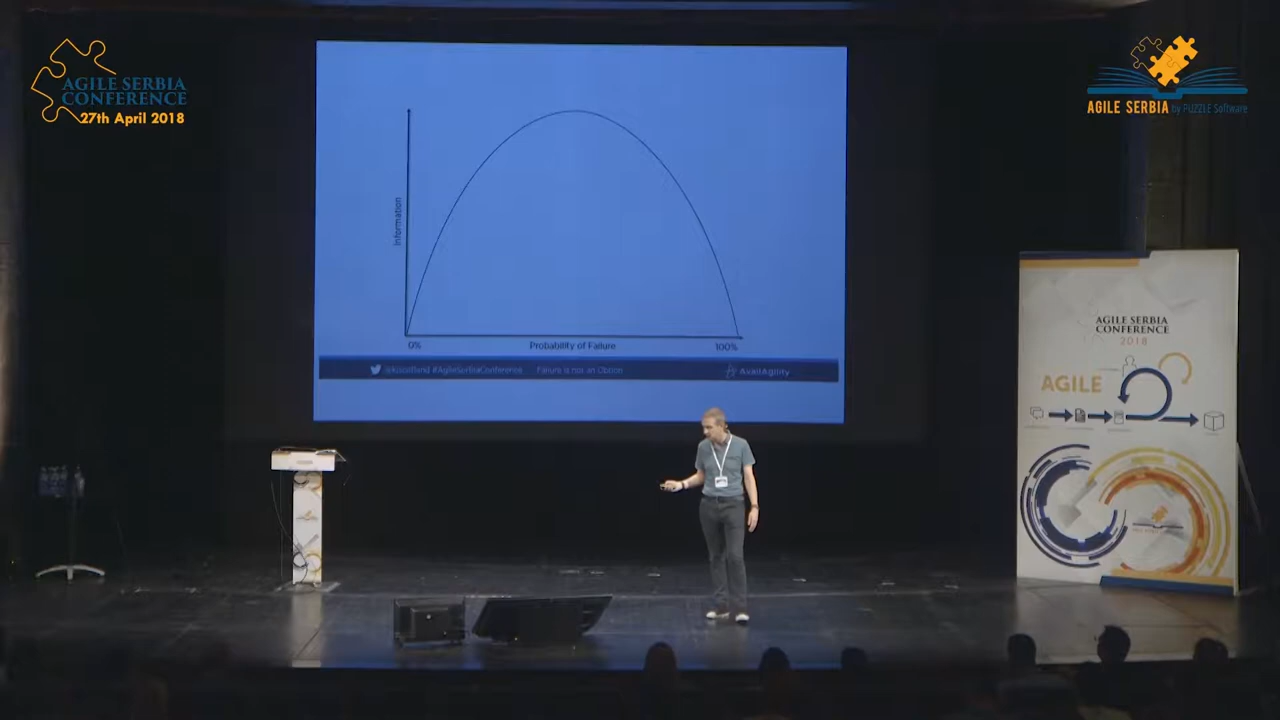 AGILE SERBIA
CONFERENCE
27th April 2018
AGILE SERBIA by PUZZLE Software
Information
0%
Probability of Failure
100%
#AgileSerbiaConference
Failure is not an Option
AvailAgility
AGILE SERBIA
CONFERENCE
2018
AGILE